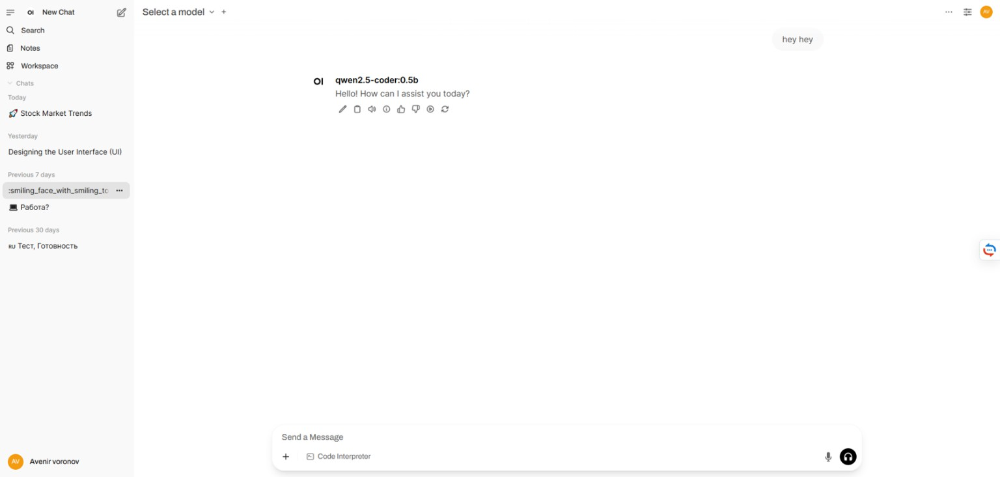 OI New Chat
Search
Notes
Workspace
Chats
Today
Stock Market Trends
Yesterday
Designing the User Interface (UI)
Previous 7 days
:smiling_face_with_smiling_to
Работа?
Previous 30 days
RU Тест, Готовность
AV Avenir voronov
Select a model
AV
hey hey
OI qwen2.5-coder:0.5b
Hello! How can I assist you today?
Send a Message
Code Interpreter